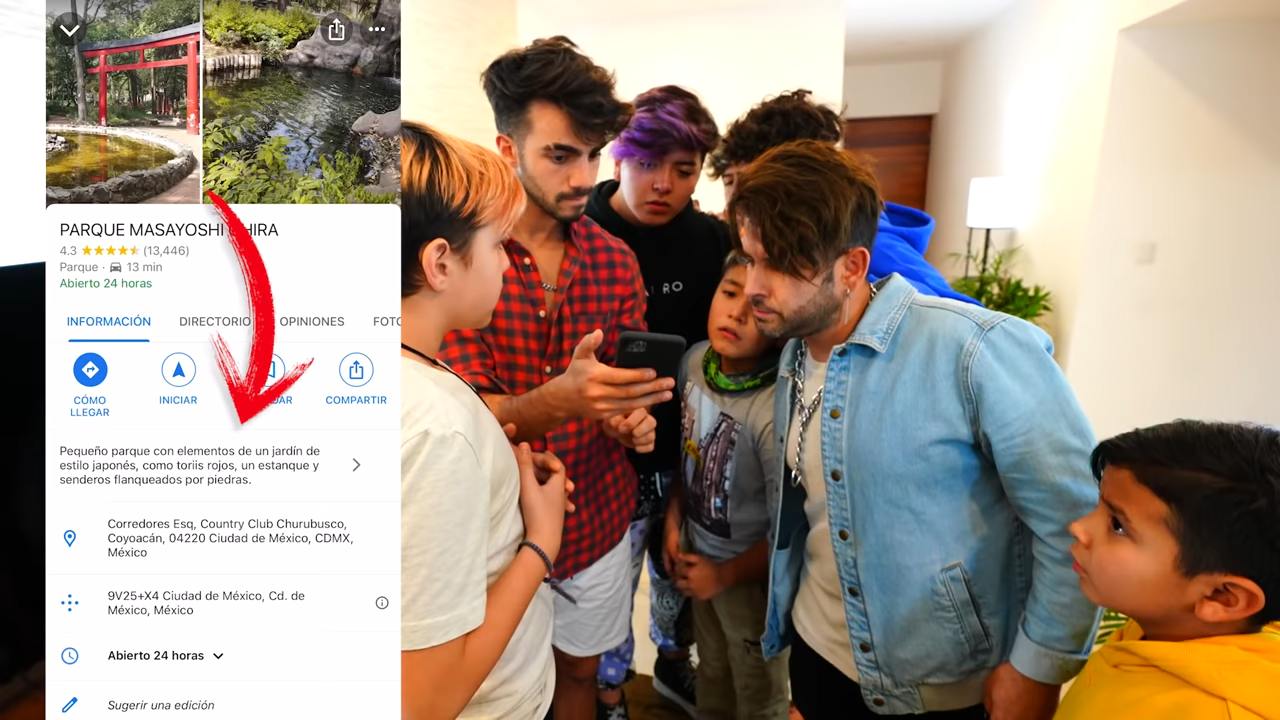 PARQUE MASAYOSHI
4.3 (13,446)
Parque · 13 min
Abierto 24 horas
INFORMACIÓN DIRECTORIO OPINIONES
CÓMO LLEGAR
INICIAR
COMPARTIR
Pequeño parque con elementos de un jardín de
estilo japonés, como toriis rojos, un estanque y
senderos flanqueados por piedras.
Corredores Esq, Country Club Churubusco,
Coyoacán, 04220 Ciudad de México, CDMX,
México
9V25+X4 Ciudad de México, Cd. de
México, México
Abierto 24 horas
Sugerir una edición